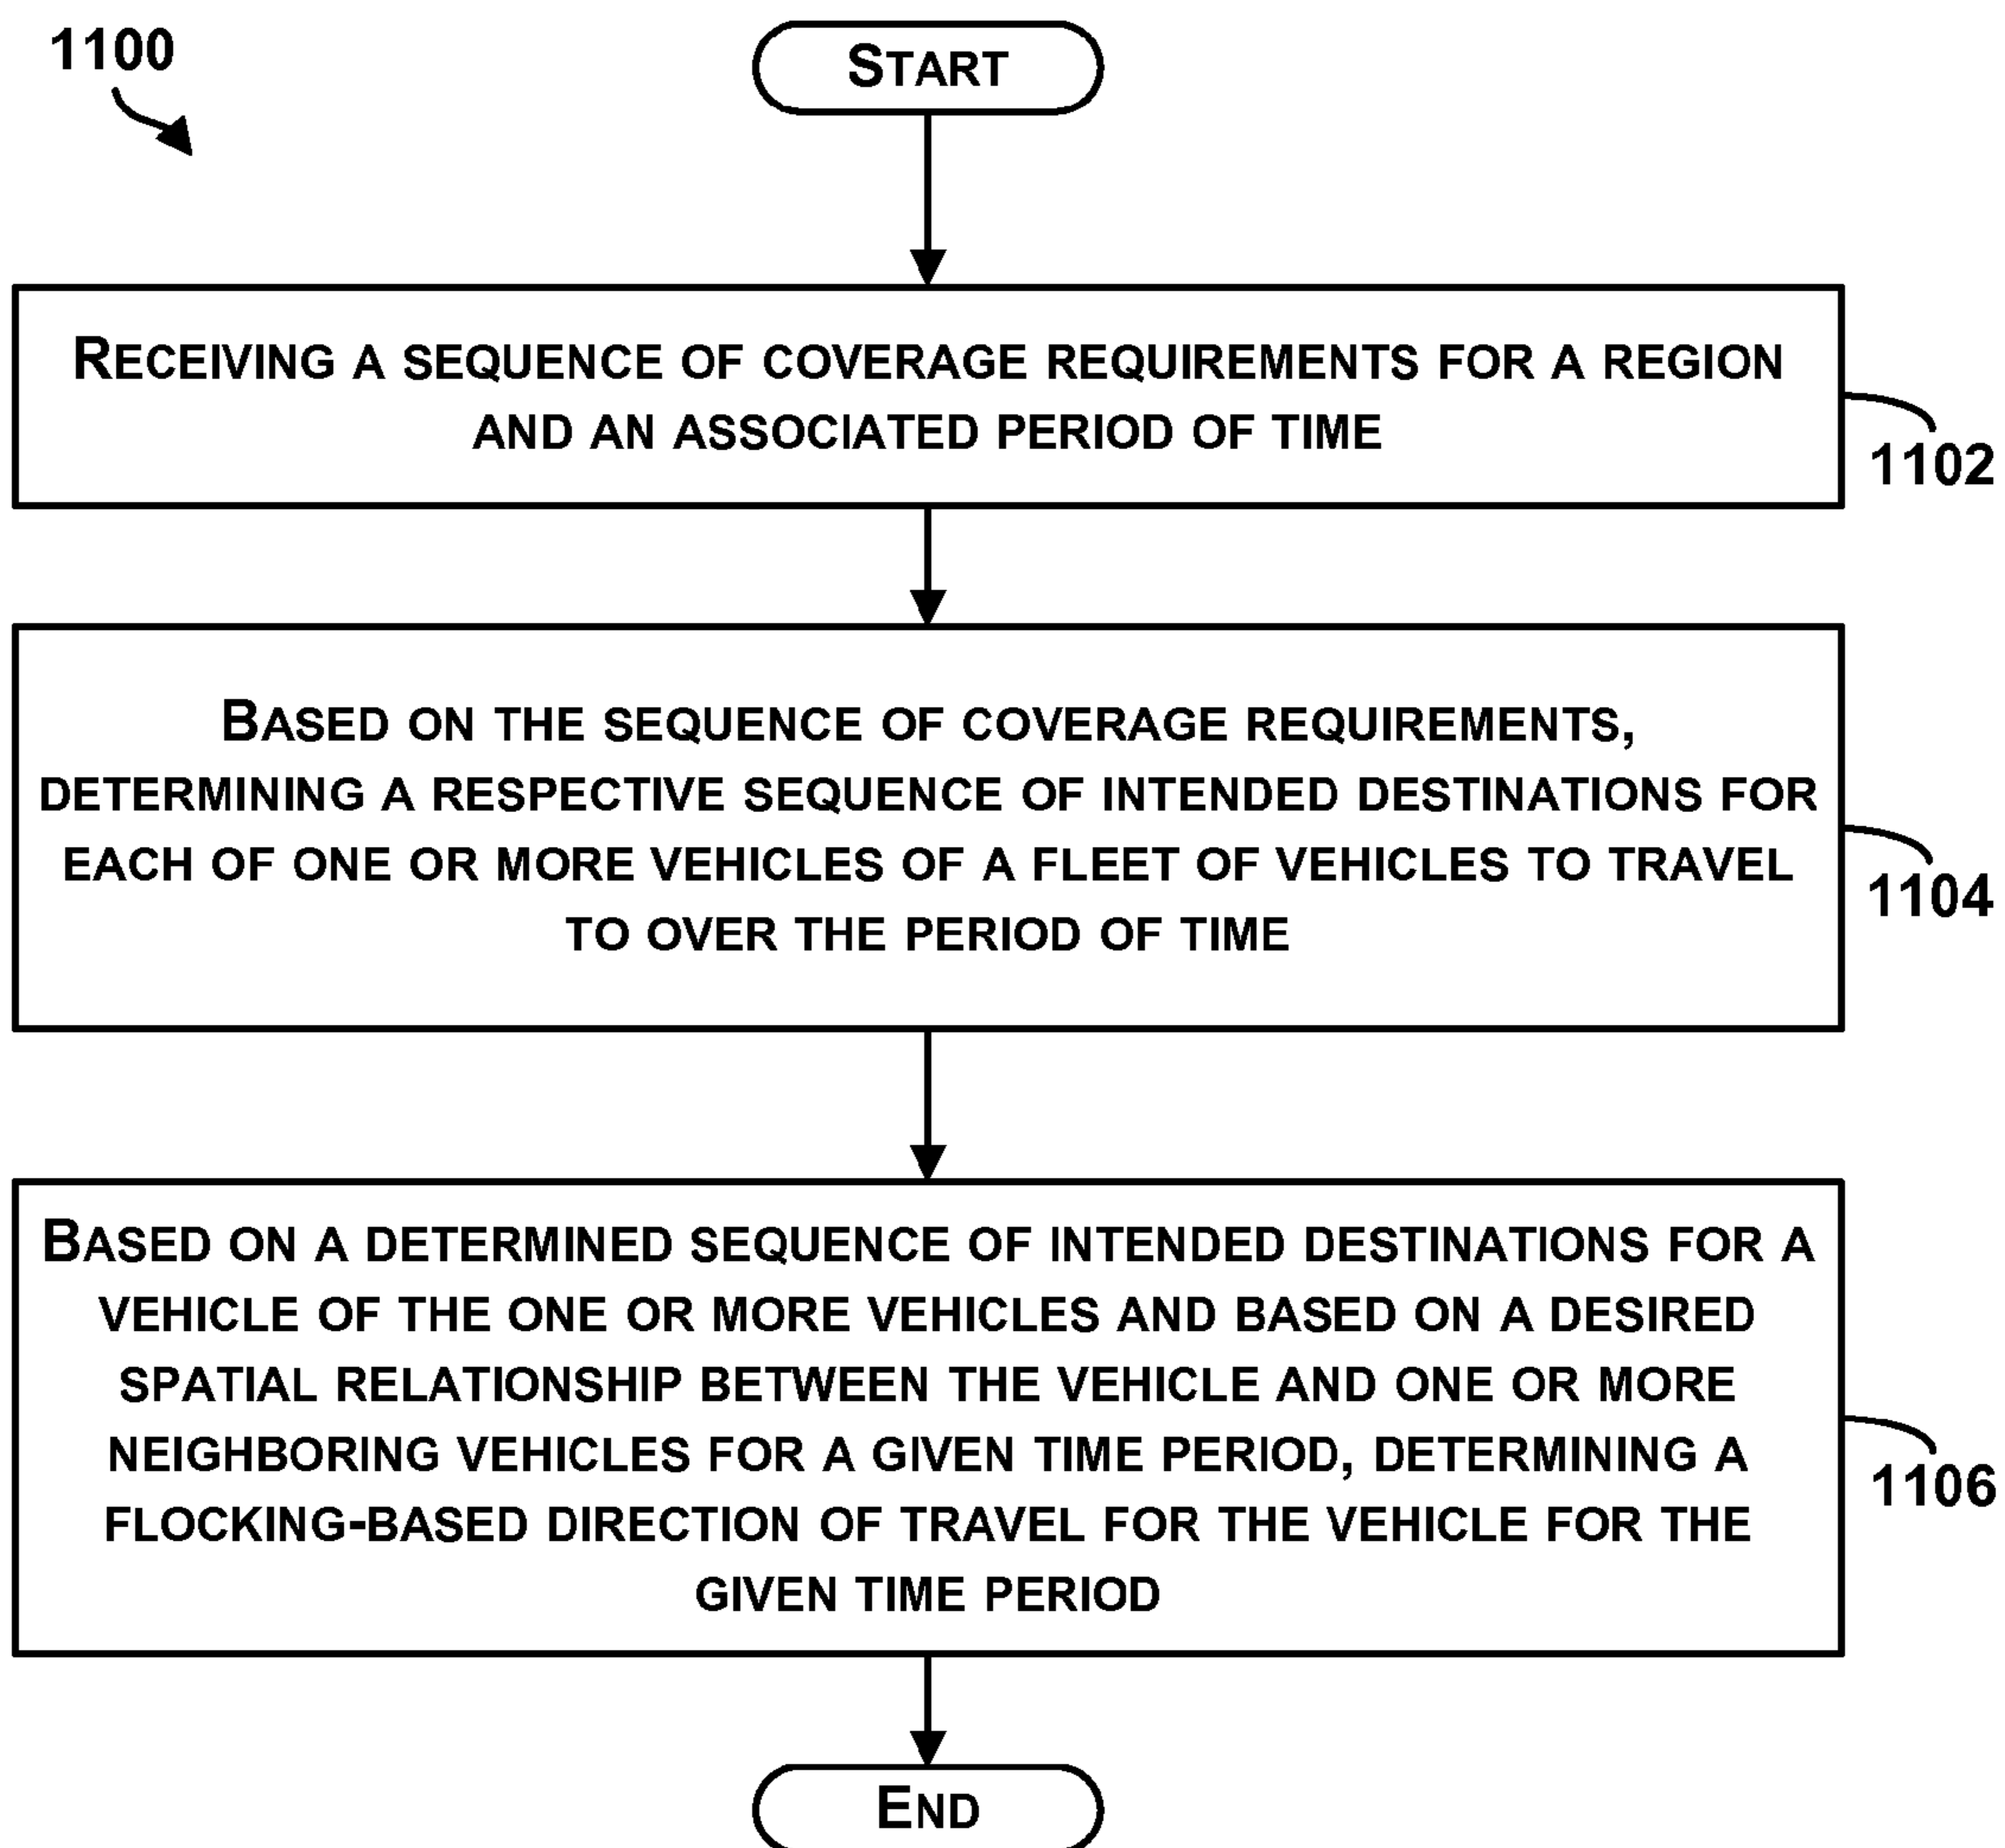 1100
START
RECEIVING A SEQUENCE OF COVERAGE REQUIREMENTS FOR A REGION
AND AN ASSOCIATED PERIOD OF TIME
1102
BASED ON THE SEQUENCE OF COVERAGE REQUIREMENTS,
DETERMINING A RESPECTIVE SEQUENCE OF INTENDED DESTINATIONS FOR
EACH OF ONE OR MORE VEHICLES OF A FLEET OF VEHICLES TO TRAVEL
TO OVER THE PERIOD OF TIME
1104
BASED ON A DETERMINED SEQUENCE OF INTENDED DESTINATIONS FOR A
VEHICLE OF THE ONE OR MORE VEHICLES AND BASED ON A DESIRED
SPATIAL RELATIONSHIP BETWEEN THE VEHICLE AND ONE OR MORE
NEIGHBORING VEHICLES FOR A GIVEN TIME PERIOD, DETERMINING A
FLOCKING-BASED DIRECTION OF TRAVEL FOR THE VEHICLE FOR THE
GIVEN TIME PERIOD
1106
END